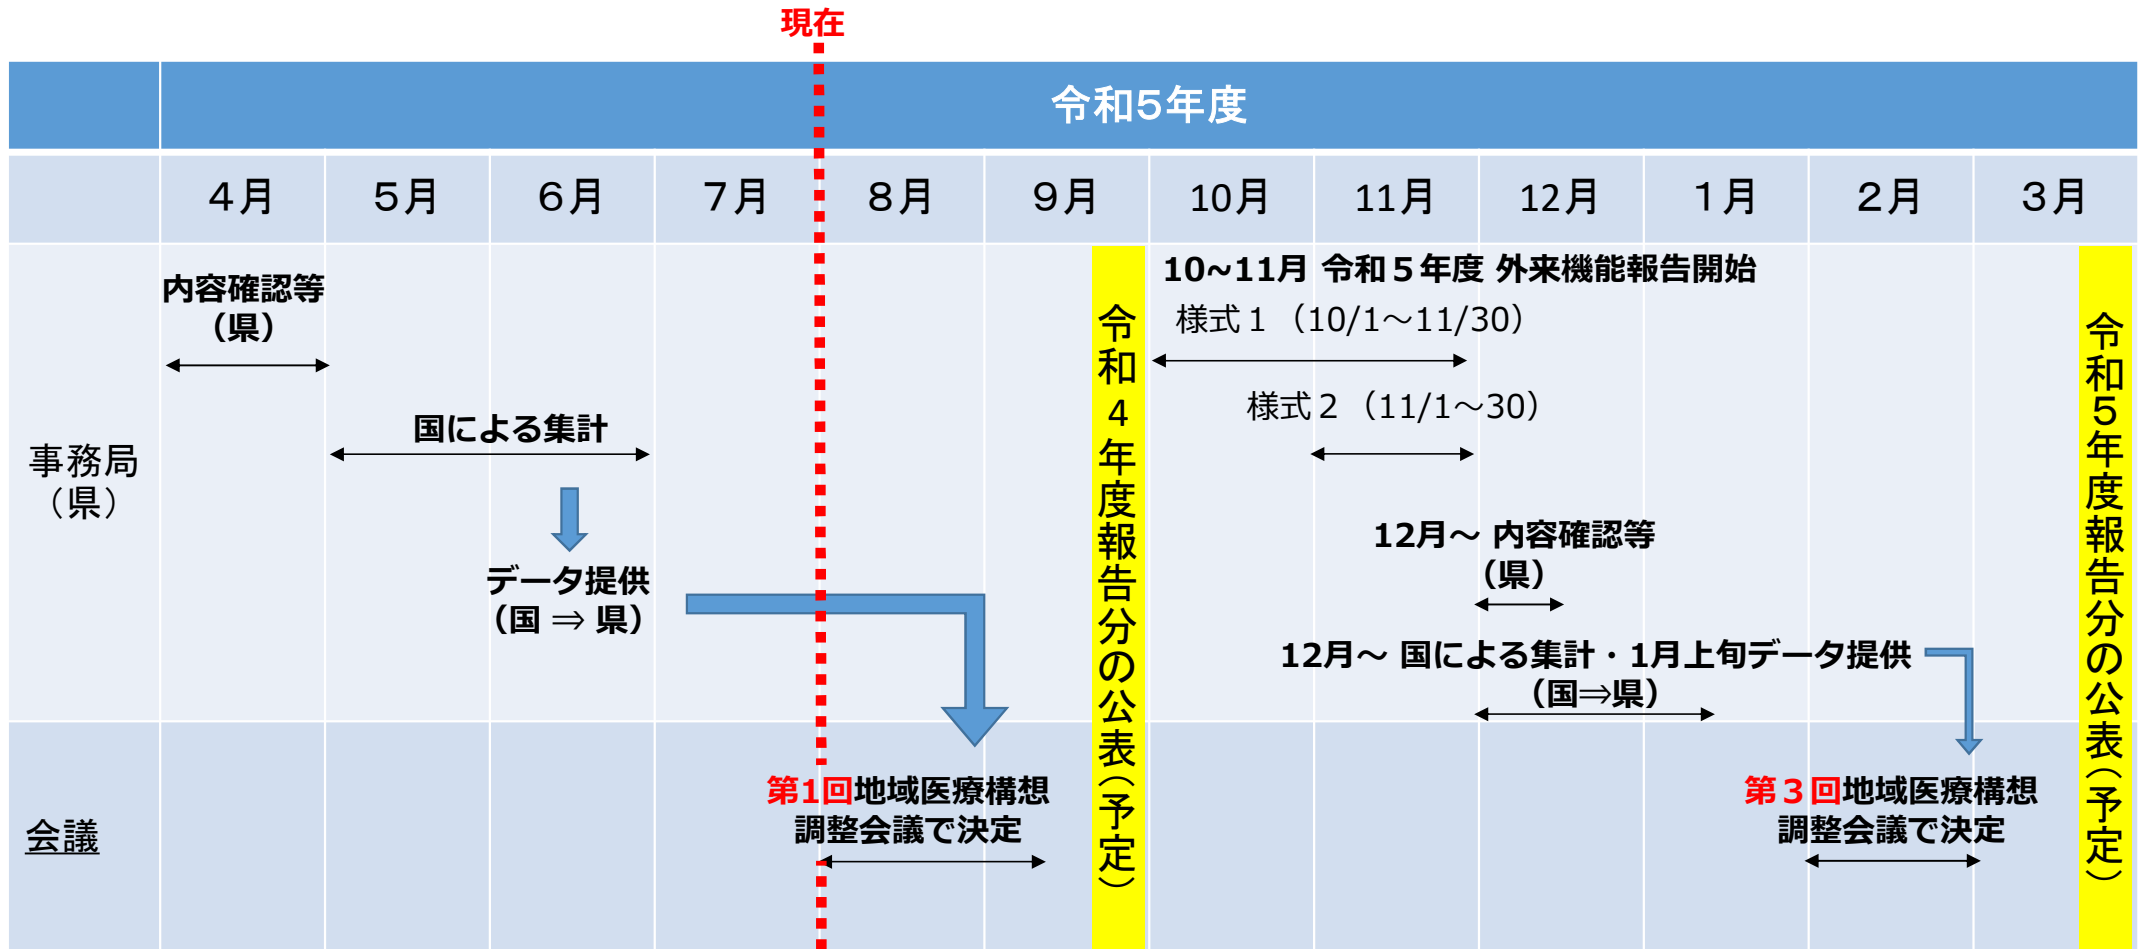 現在
令和5年度
４月
５月
６月
７月
８月
９月
10月
11月
12月
１月
２月
３月
事務局
（県）
内容確認等
（県）
国による集計
データ提供
（国 ⇒ 県）
令和４年度報告分の公表（予定）
10~11月 令和５年度 外来機能報告開始
様式１（10/1～11/30）
様式２（11/1～30）
12月～ 内容確認等
（県）
12月～ 国による集計・1月上旬データ提供
（国⇒県）
令和５年度報告分の公表（予定）
会議
第1回地域医療構想
調整会議で決定
第３回地域医療構想
調整会議で決定